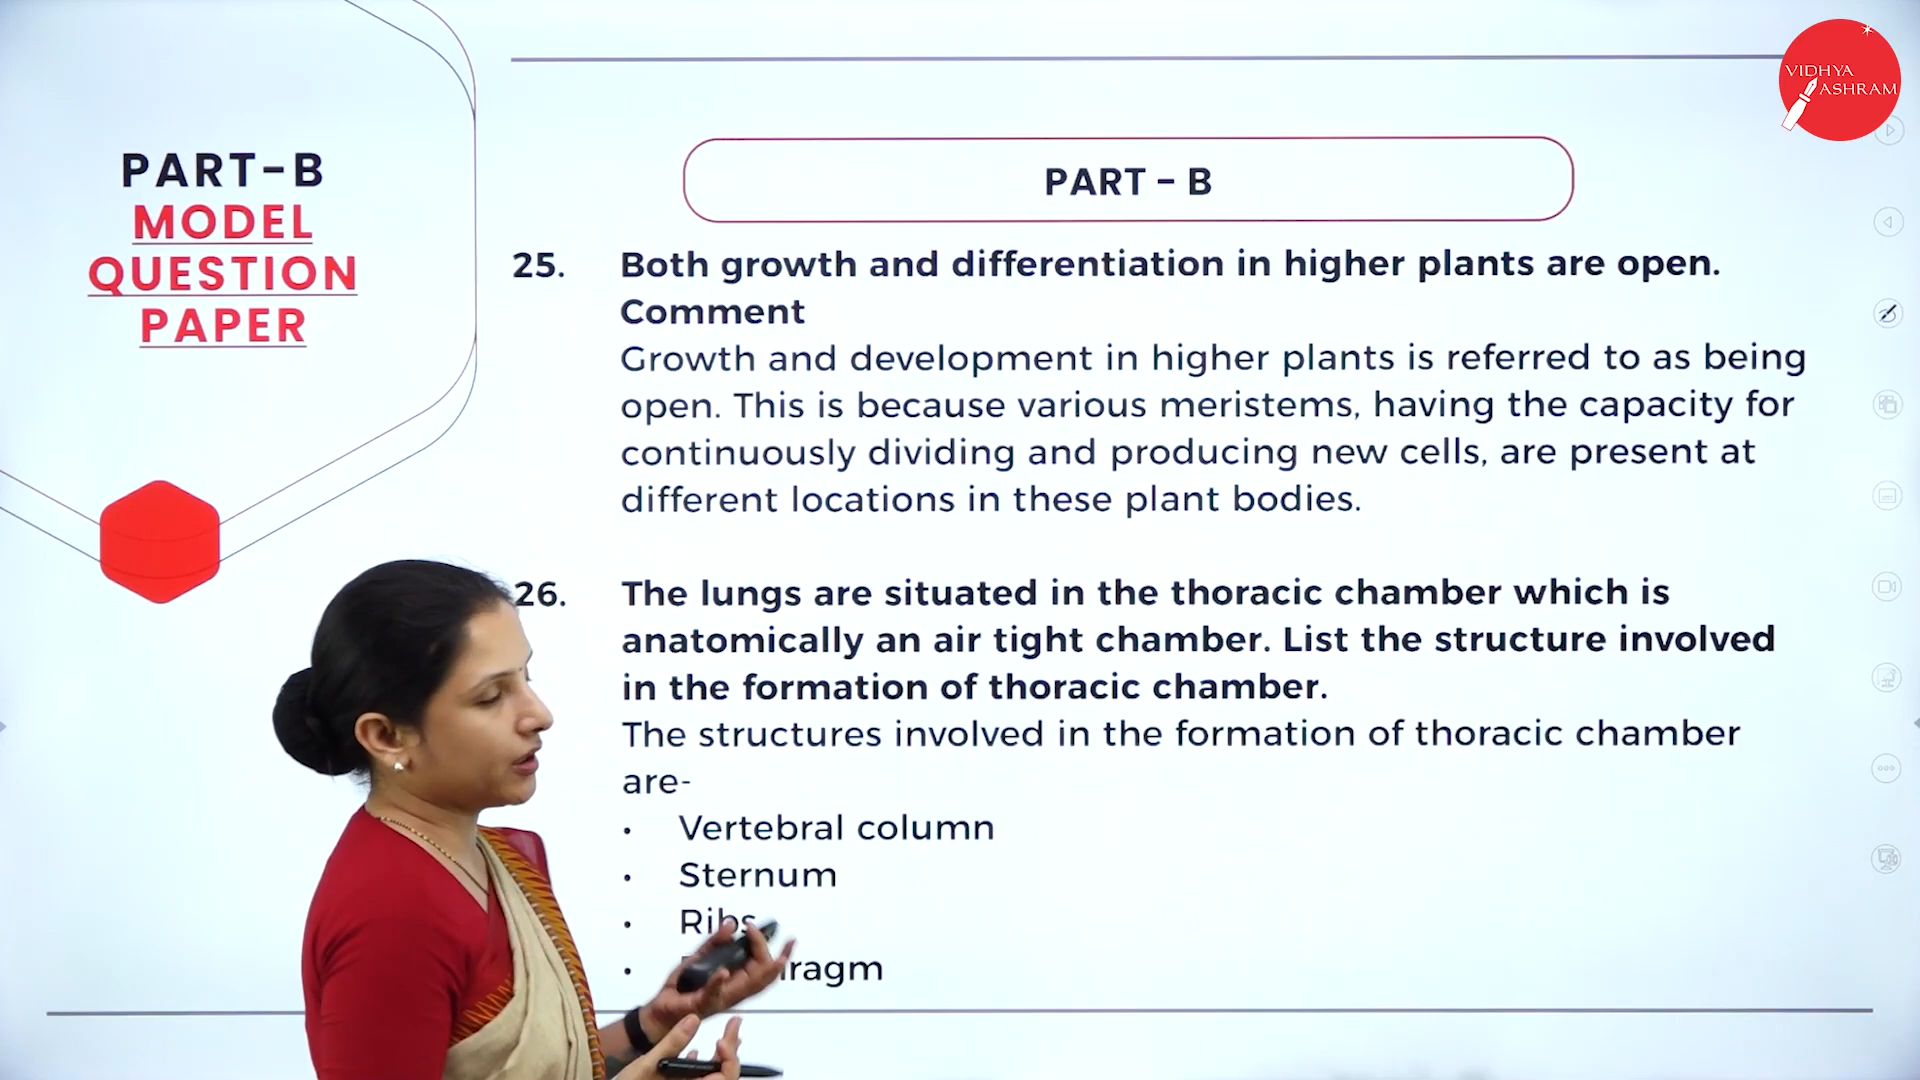 VIDHYA
ASHRAM
PART-B
MODEL
QUESTION
PAPER
PART - B
25. Both growth and differentiation in higher plants are open.
Comment
Growth and development in higher plants is referred to as being
open. This is because various meristems, having the capacity for
continuously dividing and producing new cells, are present at
different locations in these plant bodies.
26. The lungs are situated in the thoracic chamber which is
anatomically an air tight chamber. List the structure involved
in the formation of thoracic chamber.
The structures involved in the formation of thoracic chamber
are-
• Vertebral column
• Sternum
• Ribs